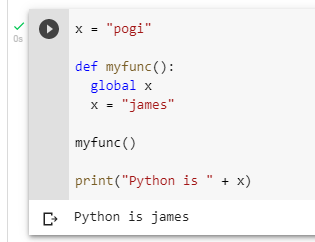 0s
x = "pogi"
def myfunc():
  global x
  x = "james"
myfunc()
print("Python is " + x)
Python is james